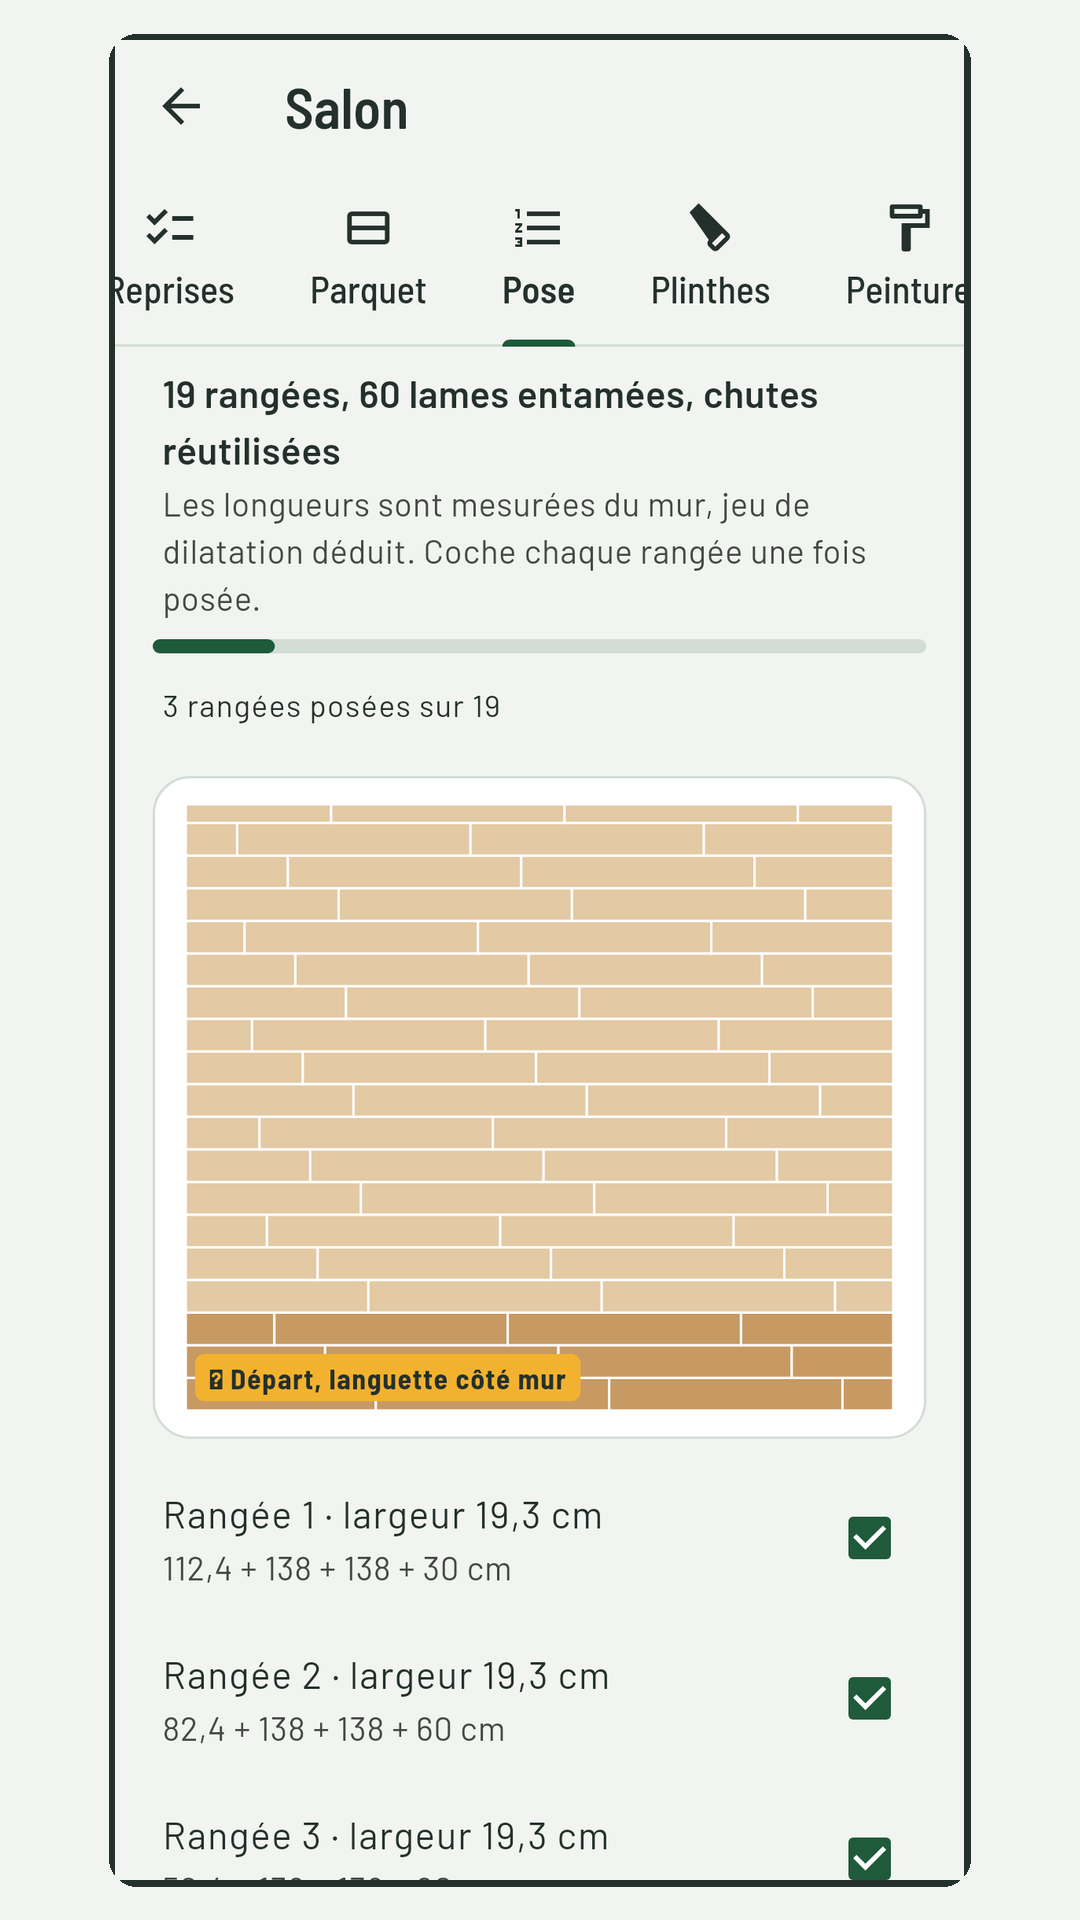 Salon
Reprises Parquet Pose Plinthes Peinture
19 rangées, 60 lames entamées, chutes
réutilisées
Les longueurs sont mesurées du mur, jeu de
dilatation déduit. Coche chaque rangée une fois
posée.
3 rangées posées sur 19
Départ, languette côté mur
Rangée 1 · largeur 19,3 cm
112,4 + 138 + 138 + 30 cm
Rangée 2 · largeur 19,3 cm
82,4 + 138 + 138 + 60 cm
Rangée 3 · largeur 19,3 cm